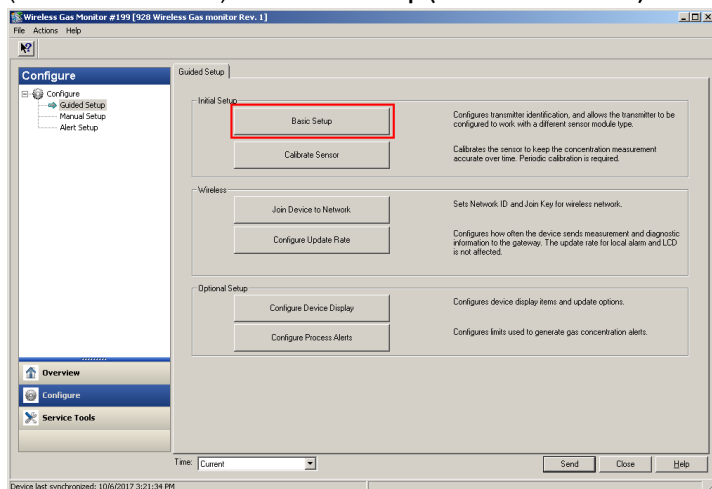 Wireless Gas Monitor #199 [928 Wireless Gas monitor Rev. 1]
File Actions Help
Configure
Configure
Guided Setup
Manual Setup
Alert Setup
Overview
Configure
Service Tools
Guided Setup
Initial Setup
Basic Setup
Configures transmitter identification, and allows the transmitter to be
configured to work with a different sensor module type.
Calibrate Sensor
Calibrates the sensor to keep the concentration measurement
accurate over time. Periodic calibration is required.
Wireless
Join Device to Network
Sets Network ID and Join Key for wireless network.
Configure Update Rate
Configures how often the device sends measurement and diagnostic
information to the gateway. The update rate for local alarm and LCD
is not affected.
Optional Setup
Configure Device Display
Configures device display items and update options.
Configure Process Alerts
Configures limits used to generate gas concentration alerts.
Time: Current
Send Close Help
Device last synchronized: 10/6/2017 3:21:34 PM